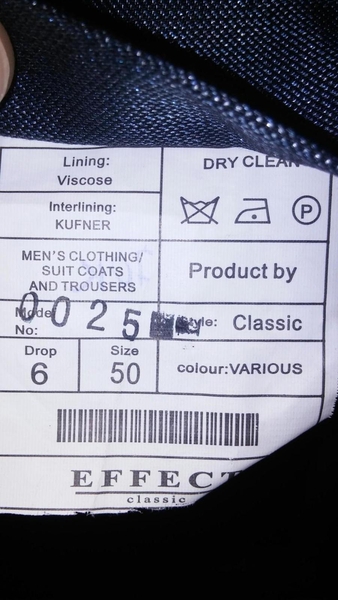 Lining:
Viscose
DRY CLEAN
Interlining:
KUFNER
P
MEN'S CLOTHING/
SUIT COATS
AND TROUSERS
Product by
Model
No:
0025
Style: Classic
Drop
6
Size
50
colour:VARIOUS
EFFECT
classic